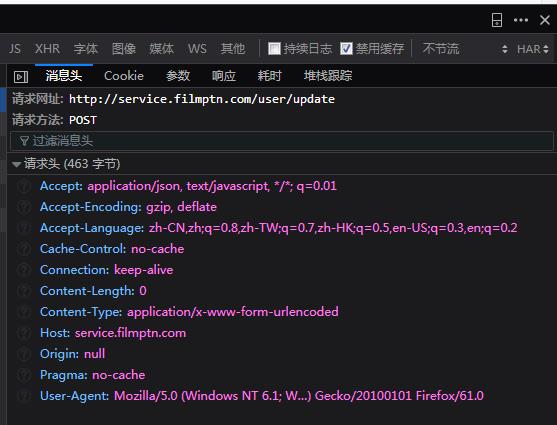 JS XHR 字体 图像 媒体 WS 其他 持续日志 禁用缓存 不节流 HAR
消息头 Cookie 参数 响应 耗时 堆栈跟踪
请求网址: http://service.filmptn.com/user/update
请求方法: POST
过滤消息头
请求头 (463 字节)
Accept: application/json, text/javascript, */*; q=0.01
Accept-Encoding: gzip, deflate
Accept-Language: zh-CN,zh;q=0.8,zh-TW;q=0.7,zh-HK;q=0.5,en-US;q=0.3,en;q=0.2
Cache-Control: no-cache
Connection: keep-alive
Content-Length: 0
Content-Type: application/x-www-form-urlencoded
Host: service.filmptn.com
Origin: null
Pragma: no-cache
User-Agent: Mozilla/5.0 (Windows NT 6.1; W...) Gecko/20100101 Firefox/61.0